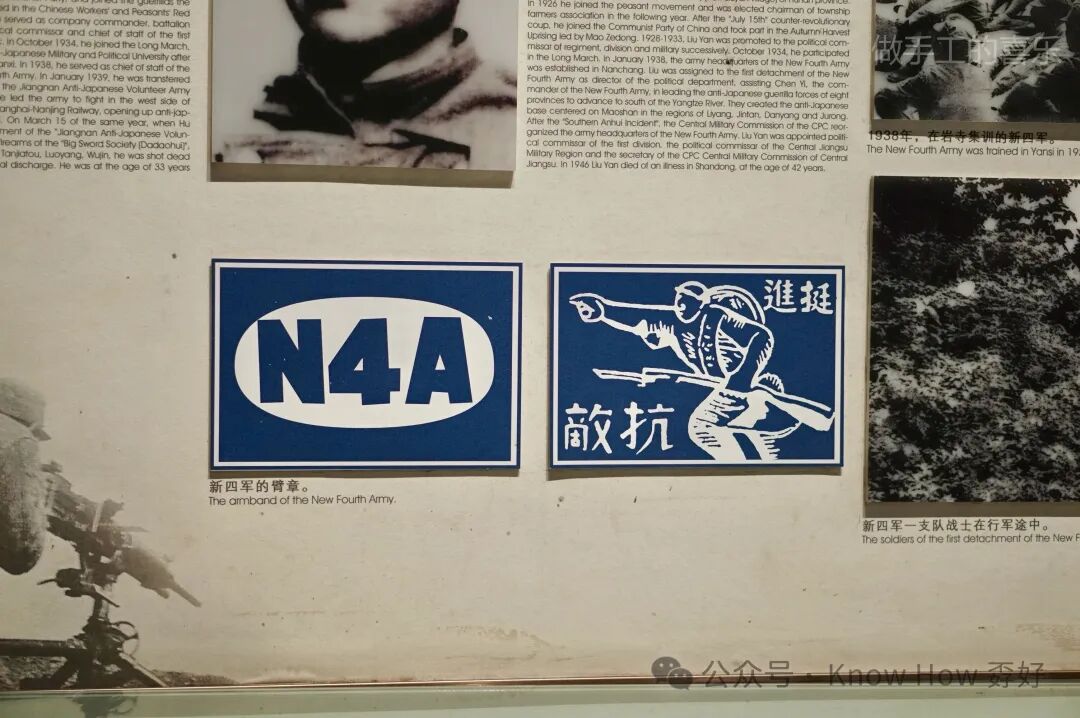 in the Chinese Workers' and Peasants' Red
served as company commander, battalion
cal commissar and chief of staff of the first
In October 1934, he joined the Long March.
-Japanese Military and Political University after
In 1938, he served as chief of staff of the
Army. In January 1939, he was transferred
the Jiangnan Anti-Japanese Volunteer Army
led the army to fight in the west side of
anghai-Nanjing Railway, opening up anti-jap-
On March 15 of the same year, when Hu
ment of the "Jiangnan Anti-Japanese Volun-
firearms of the "Big Sword Society (Dadaohui)",
Tanjiatou, Luoyang, Wujin, he was shot dead
al discharge. He was at the age of 33 years
In 1926 he joined the peasant movement and was elected chairman of township
farmers association in the following year. After the "July 15th" counter-revolutionary
coup, he joined the Communist Party of China and took part in the Autumn Harvest
Uprising led by Mao Zedong. 1928-1933, Liu Yan was promoted to the political com-
missar of regiment, division and military successively. October 1934, he participated
in the Long March. In January 1938, the army headquarters of the New Fourth Army
was established in Nanchang. Liu was assigned to the first detachment of the New
Fourth Army as director of the political department, assisting Chen Yi, the com-
mander of the New Fourth Army, in leading the anti-Japanese guerrilla forces of eight
provinces to advance to south of the Yangtze River. They created the anti-Japanese
base centered on Maoshan in the regions of Liyang, Jintan, Danyang and Jurong.
After the "Southern Anhui Incident", the Central Military Commission of the CPC reor-
ganized the army headquarters of the New Fourth Army. Liu Yan was appointed politi-
cal commissar of the first division, the political commissar of the Central Jiangsu
Military Region and the secretary of the CPC Central Military Commission of Central
Jiangsu. In 1946 Liu Yan died of an illness in Shandong, at the age of 42 years.
做手工的喜乐
1938年，在岩寺集训的新四军。
The New Fourth Army was trained in Yansi in 19
N4A
進挺
敵抗
新四军的臂章。
The armband of the New Fourth Army.
新四军一支队战士在行军途中。
The soldiers of the first detachment of the New F
公众号 · Know How 孬好